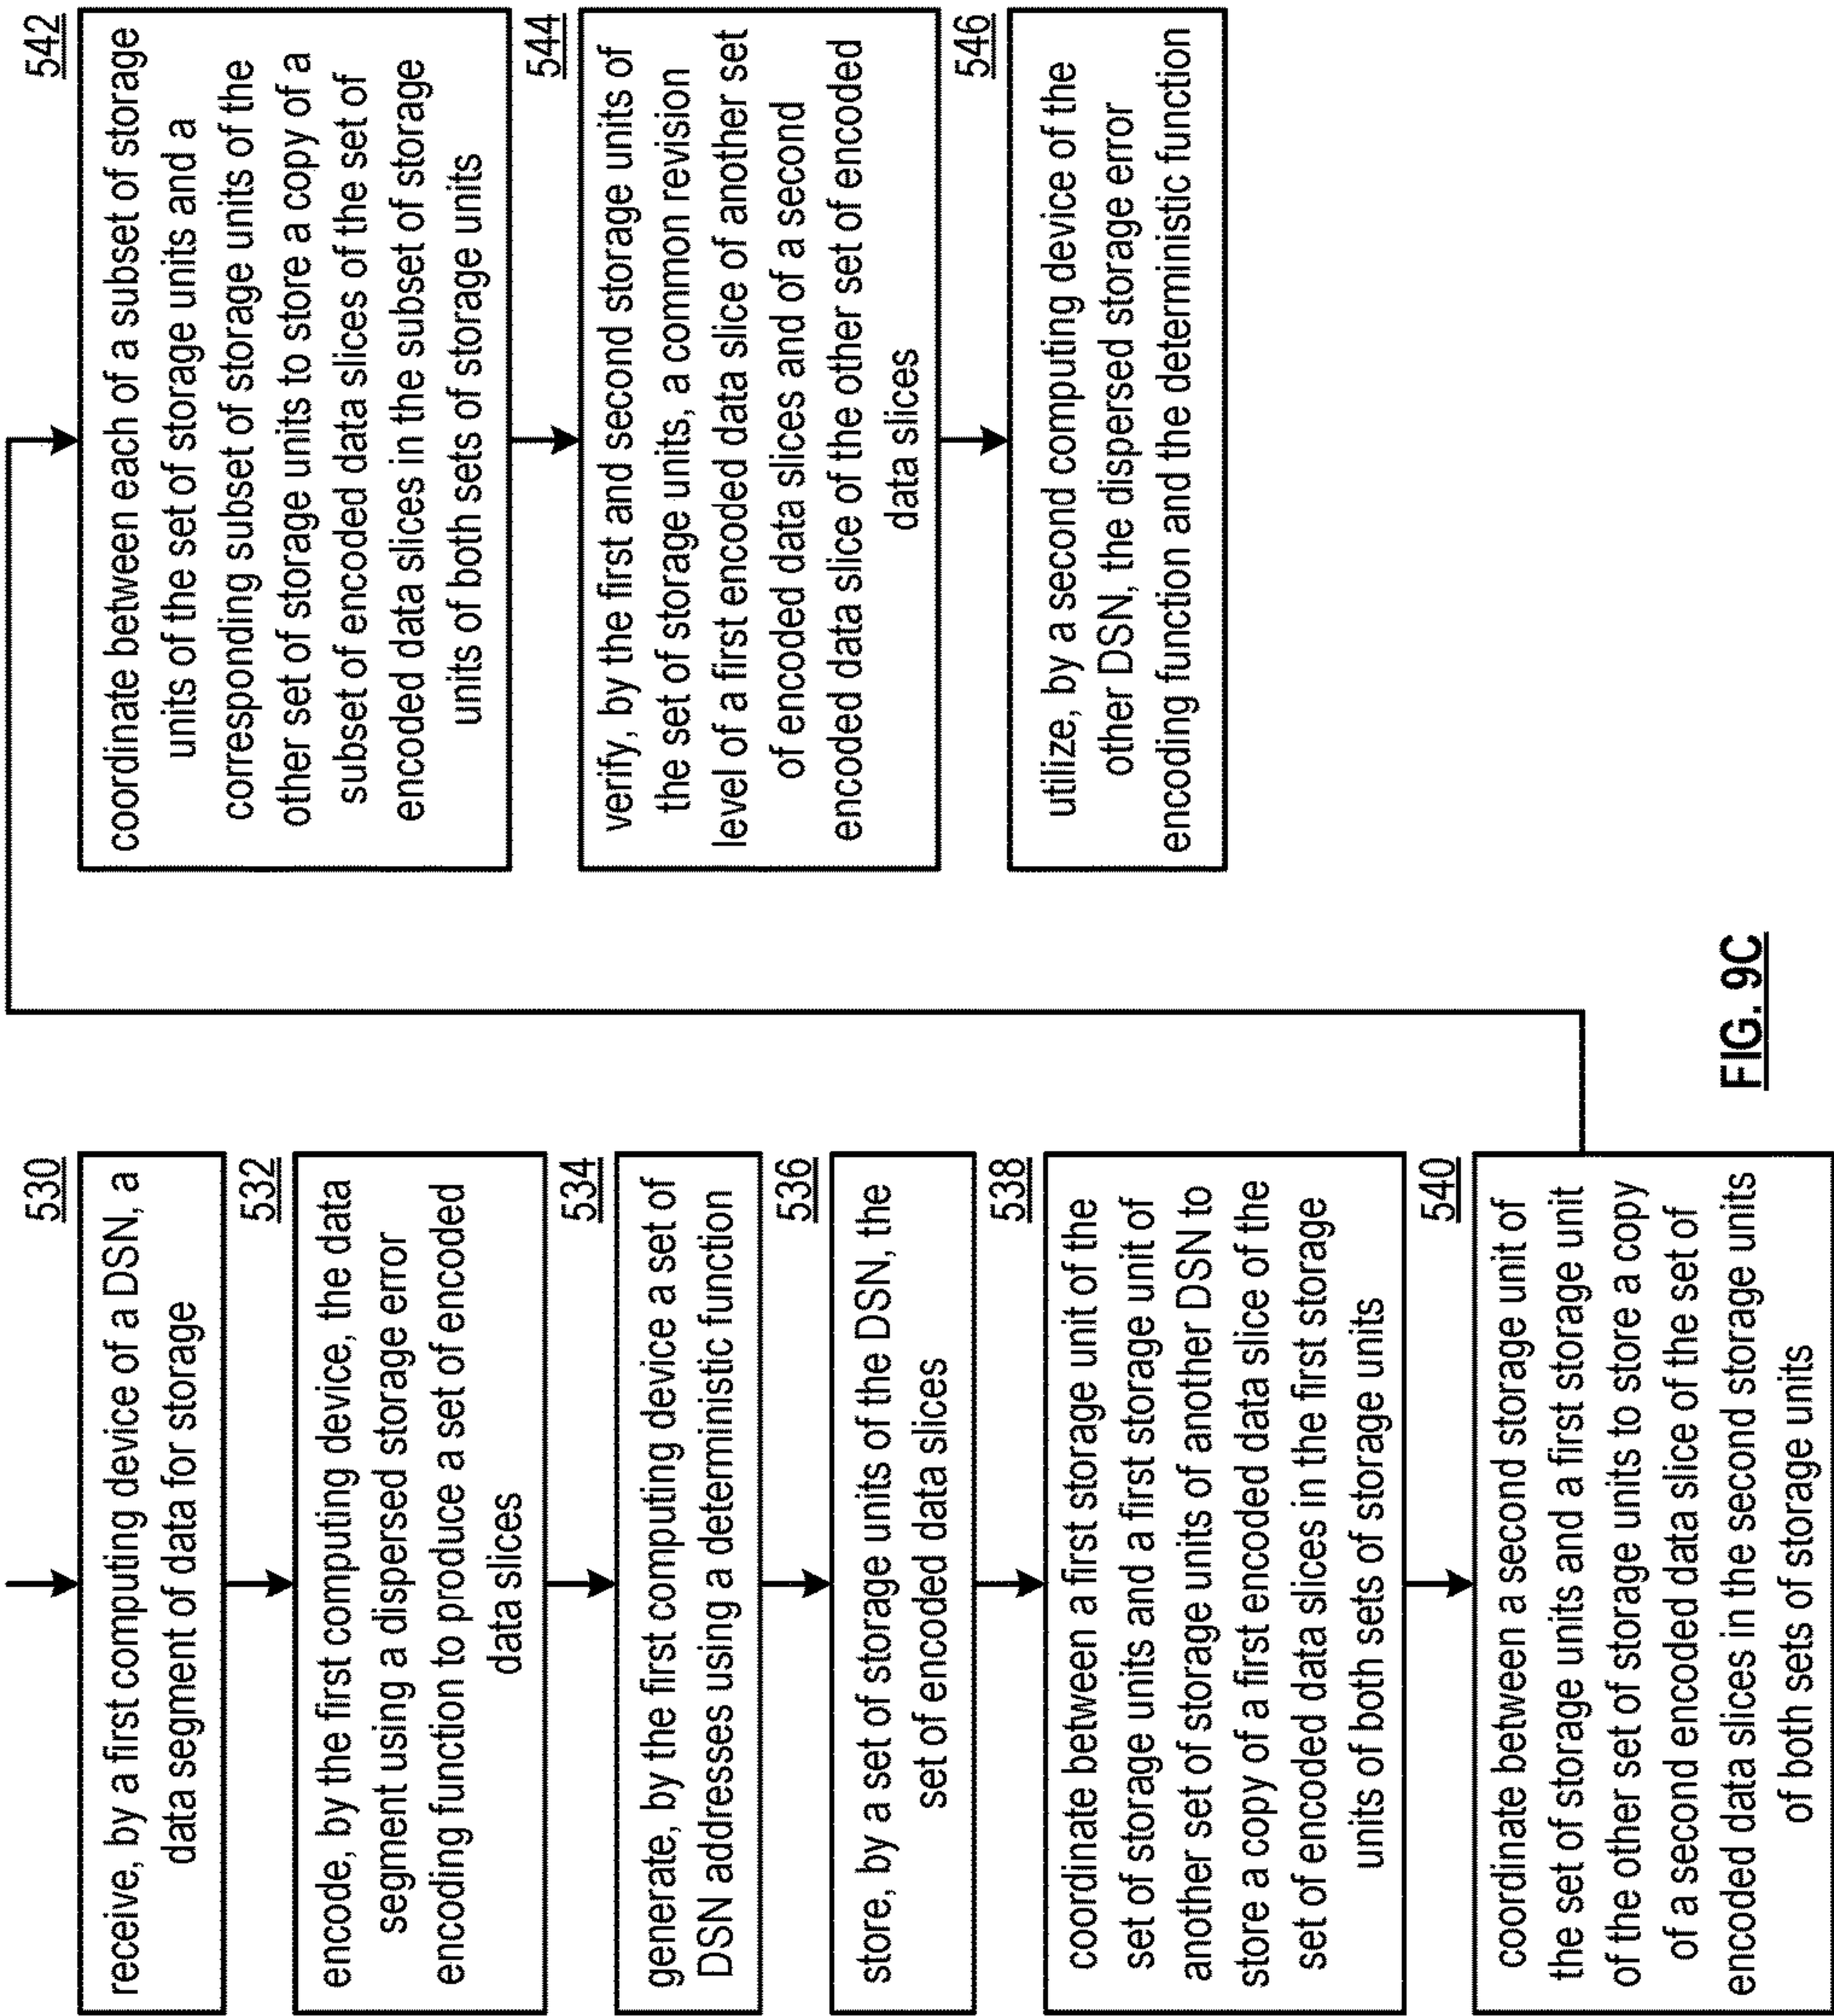 530
receive, by a first computing device of a DSN, a
data segment of data for storage
532
encode, by the first computing device, the data
segment using a dispersed storage error
encoding function to produce a set of encoded
data slices
534
generate, by the first computing device a set of
DSN addresses using a deterministic function
536
store, by a set of storage units of the DSN, the
set of encoded data slices
538
coordinate between a first storage unit of the
set of storage units and a first storage unit of
another set of storage units of another DSN to
store a copy of a first encoded data slice of the
set of encoded data slices in the first storage
units of both sets of storage units
540
coordinate between a second storage unit of
the set of storage units and a first storage unit
of the other set of storage units to store a copy
of a second encoded data slice of the set of
encoded data slices in the second storage units
of both sets of storage units
542
coordinate between each of a subset of storage
units of the set of storage units and a
corresponding subset of storage units of the
other set of storage units to store a copy of a
subset of encoded data slices of the set of
encoded data slices in the subset of storage
units of both sets of storage units
544
verify, by the first and second storage units of
the set of storage units, a common revision
level of a first encoded data slice of another set
of encoded data slices and of a second
encoded data slice of the other set of encoded
data slices
546
utilize, by a second computing device of the
other DSN, the dispersed storage error
encoding function and the deterministic function
FIG. 9C